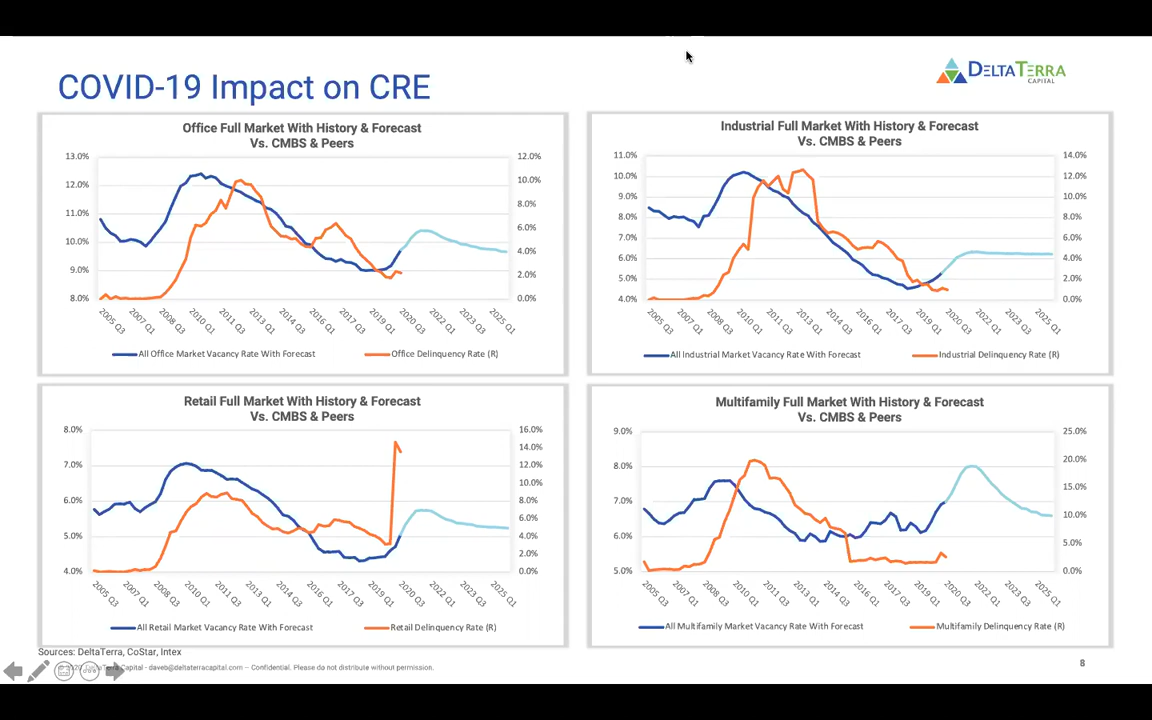 COVID-19 Impact on CRE
DELTATERRA
CAPITAL
Office Full Market With History & Forecast
Vs. CMBS & Peers
13.0%
12.0%
11.0%
10.0%
9.0%
8.0%
12.0%
10.0%
8.0%
6.0%
4.0%
2.0%
0.0%
2005 Q3
2007 Q1
2008 Q3
2010 Q1
2011 Q3
2013 Q1
2014 Q3
2016 Q1
2017 Q3
2019 Q1
2020 Q3
2022 Q1
2023 Q3
2025 Q1
All Office Market Vacancy Rate With Forecast
Office Delinquency Rate (R)
Industrial Full Market With History & Forecast
Vs. CMBS & Peers
11.0%
10.0%
9.0%
8.0%
7.0%
6.0%
5.0%
4.0%
14.0%
12.0%
10.0%
8.0%
6.0%
4.0%
2.0%
0.0%
2005 Q3
2007 Q1
2008 Q3
2010 Q1
2011 Q3
2013 Q1
2014 Q3
2016 Q1
2017 Q3
2019 Q1
2020 Q3
2022 Q1
2023 Q3
2025 Q1
All Industrial Market Vacancy Rate With Forecast
Industrial Delinquency Rate (R)
Retail Full Market With History & Forecast
Vs. CMBS & Peers
8.0%
7.0%
6.0%
5.0%
4.0%
16.0%
14.0%
12.0%
10.0%
8.0%
6.0%
4.0%
2.0%
0.0%
2005 Q3
2007 Q1
2008 Q3
2010 Q1
2011 Q3
2013 Q1
2014 Q3
2016 Q1
2017 Q3
2019 Q1
2020 Q3
2022 Q1
2023 Q3
2025 Q1
All Retail Market Vacancy Rate With Forecast
Retail Delinquency Rate (R)
Multifamily Full Market With History & Forecast
Vs. CMBS & Peers
9.0%
8.0%
7.0%
6.0%
5.0%
25.0%
20.0%
15.0%
10.0%
5.0%
0.0%
2005 Q3
2007 Q1
2008 Q3
2010 Q1
2011 Q3
2013 Q1
2014 Q3
2016 Q1
2017 Q3
2019 Q1
2020 Q3
2022 Q1
2023 Q3
2025 Q1
All Multifamily Market Vacancy Rate With Forecast
Multifamily Delinquency Rate (R)
Sources: DeltaTerra, CoStar, Intex
Capital - daveb@deltaterracapital.com -- Confidential. Please do not distribute without permission.
8